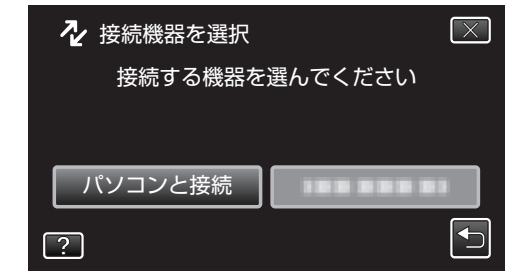 接続機器を選択
接続する機器を選んでください
パソコンと接続
?